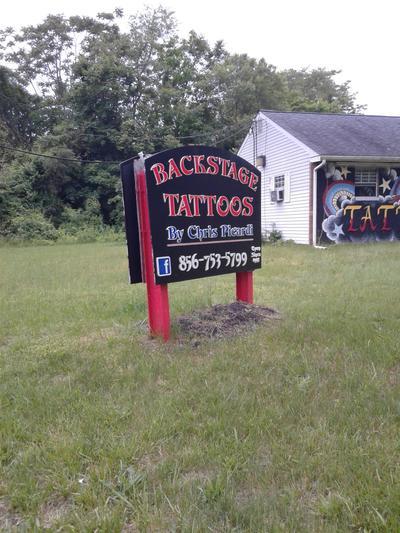 BACKSTAGE
TATTOOS
By Chris Picardi
f 856-753-5799
TATT